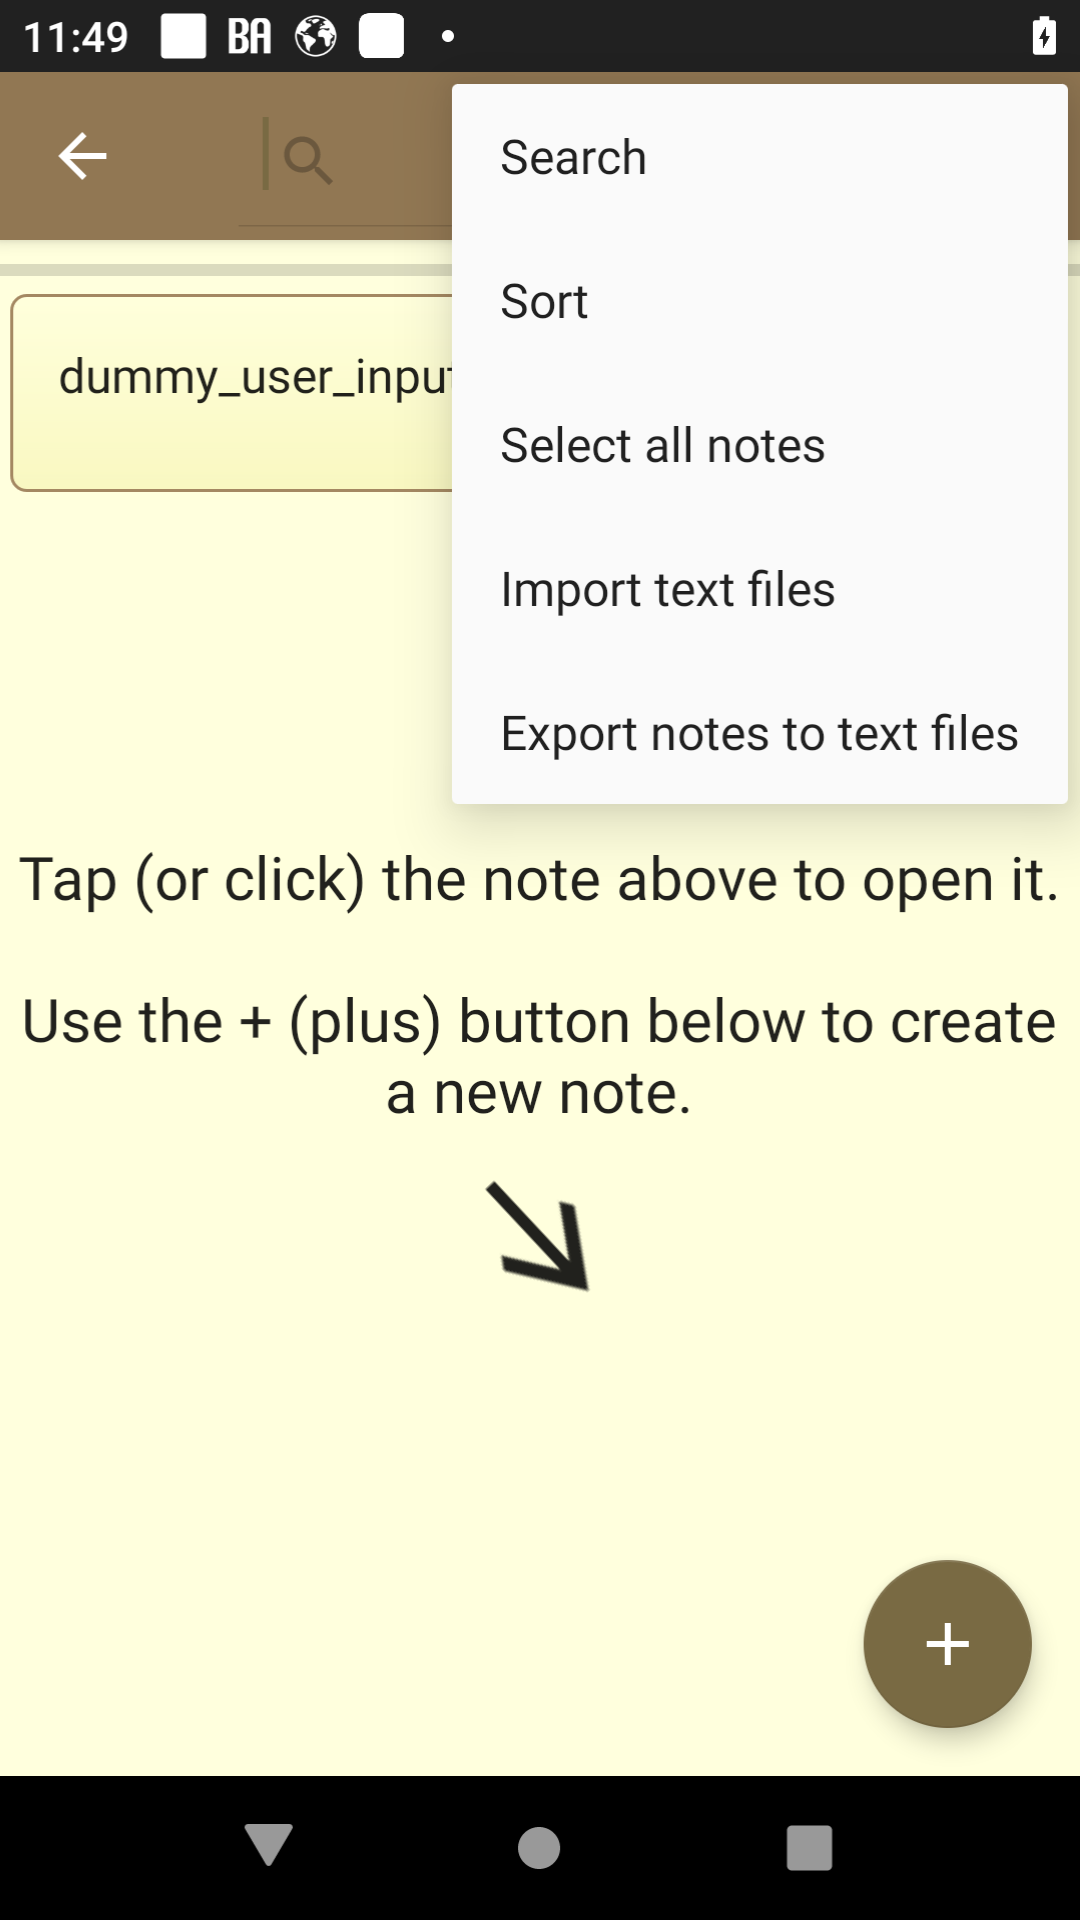 11:49 BA
Search
Sort
dummy_user_input
Select all notes
Import text files
Export notes to text files
Tap (or click) the note above to open it.
Use the + (plus) button below to create
a new note.